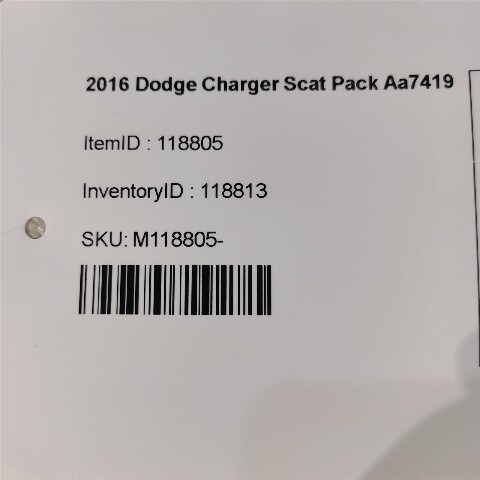 2016 Dodge Charger Scat Pack Aa7419
ItemID : 118805
InventoryID : 118813
SKU: M118805-